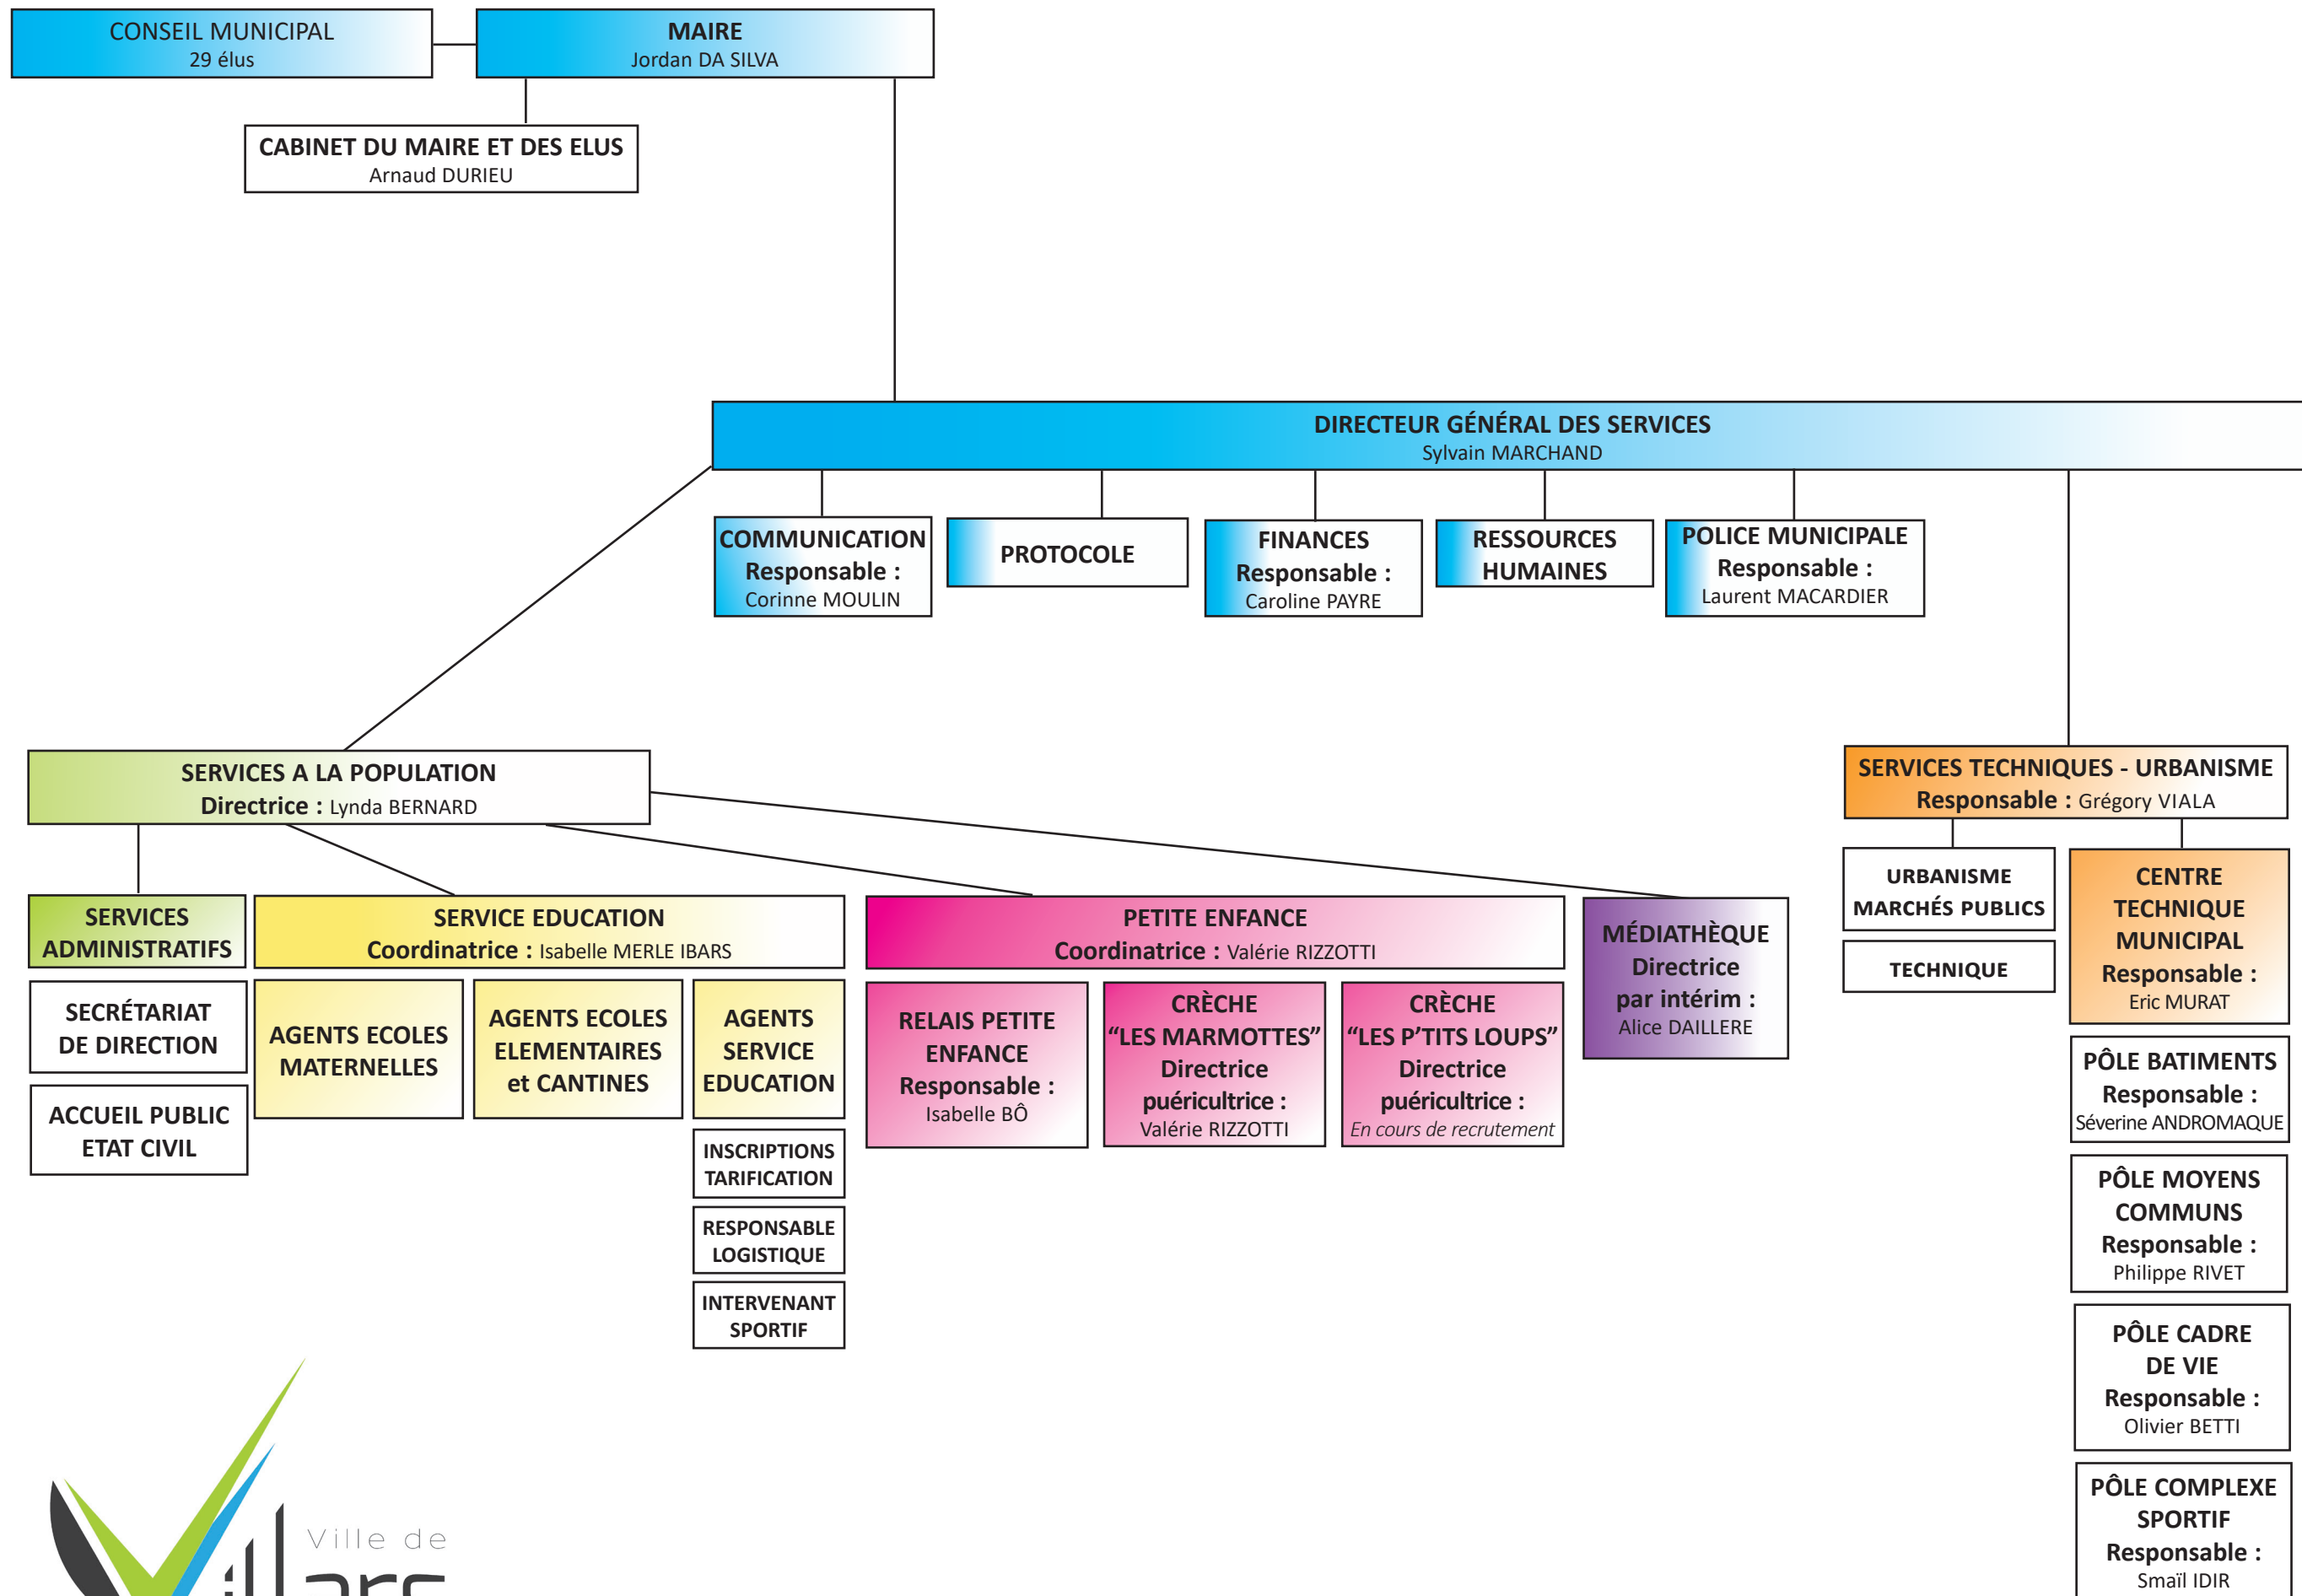 CONSEIL MUNICIPAL
29 élus
MAIRE
Jordan DA SILVA
CABINET DU MAIRE ET DES ELUS
Arnaud DURIEU
DIRECTEUR GÉNÉRAL DES SERVICES
Sylvain MARCHAND
COMMUNICATION
Responsable :
Corinne MOULIN
PROTOCOLE
FINANCES
Responsable :
Caroline PAYRE
RESSOURCES
HUMAINES
POLICE MUNICIPALE
Responsable :
Laurent MACARDIER
SERVICES A LA POPULATION
Directrice : Lynda BERNARD
SERVICES TECHNIQUES - URBANISME
Responsable : Grégory VIALA
SERVICES
ADMINISTRATIFS
SECRÉTARIAT
DE DIRECTION
ACCUEIL PUBLIC
ETAT CIVIL
SERVICE EDUCATION
Coordinatrice : Isabelle MERLE IBARS
AGENTS ECOLES
MATERNELLES
AGENTS ECOLES
ELEMENTAIRES
et CANTINES
AGENTS
SERVICE
EDUCATION
INSCRIPTIONS
TARIFICATION
RESPONSABLE
LOGISTIQUE
INTERVENANT
SPORTIF
PETITE ENFANCE
Coordinatrice : Valérie RIZZOTTI
RELAIS PETITE
ENFANCE
Responsable :
Isabelle BÔ
CRÈCHE
“LES MARMOTTES”
Directrice
puéricultrice :
Valérie RIZZOTTI
CRÈCHE
“LES P'TITS LOUPS”
Directrice
puéricultrice :
En cours de recrutement
MÉDIATHÈQUE
Directrice
par intérim :
Alice DAILLERE
URBANISME
MARCHÉS PUBLICS
TECHNIQUE
CENTRE
TECHNIQUE
MUNICIPAL
Responsable :
Eric MURAT
PÔLE BATIMENTS
Responsable :
Séverine ANDROMAQUE
PÔLE MOYENS
COMMUNS
Responsable :
Philippe RIVET
PÔLE CADRE
DE VIE
Responsable :
Olivier BETTI
PÔLE COMPLEXE
SPORTIF
Responsable :
Smaïl IDIR
Ville de
Villars